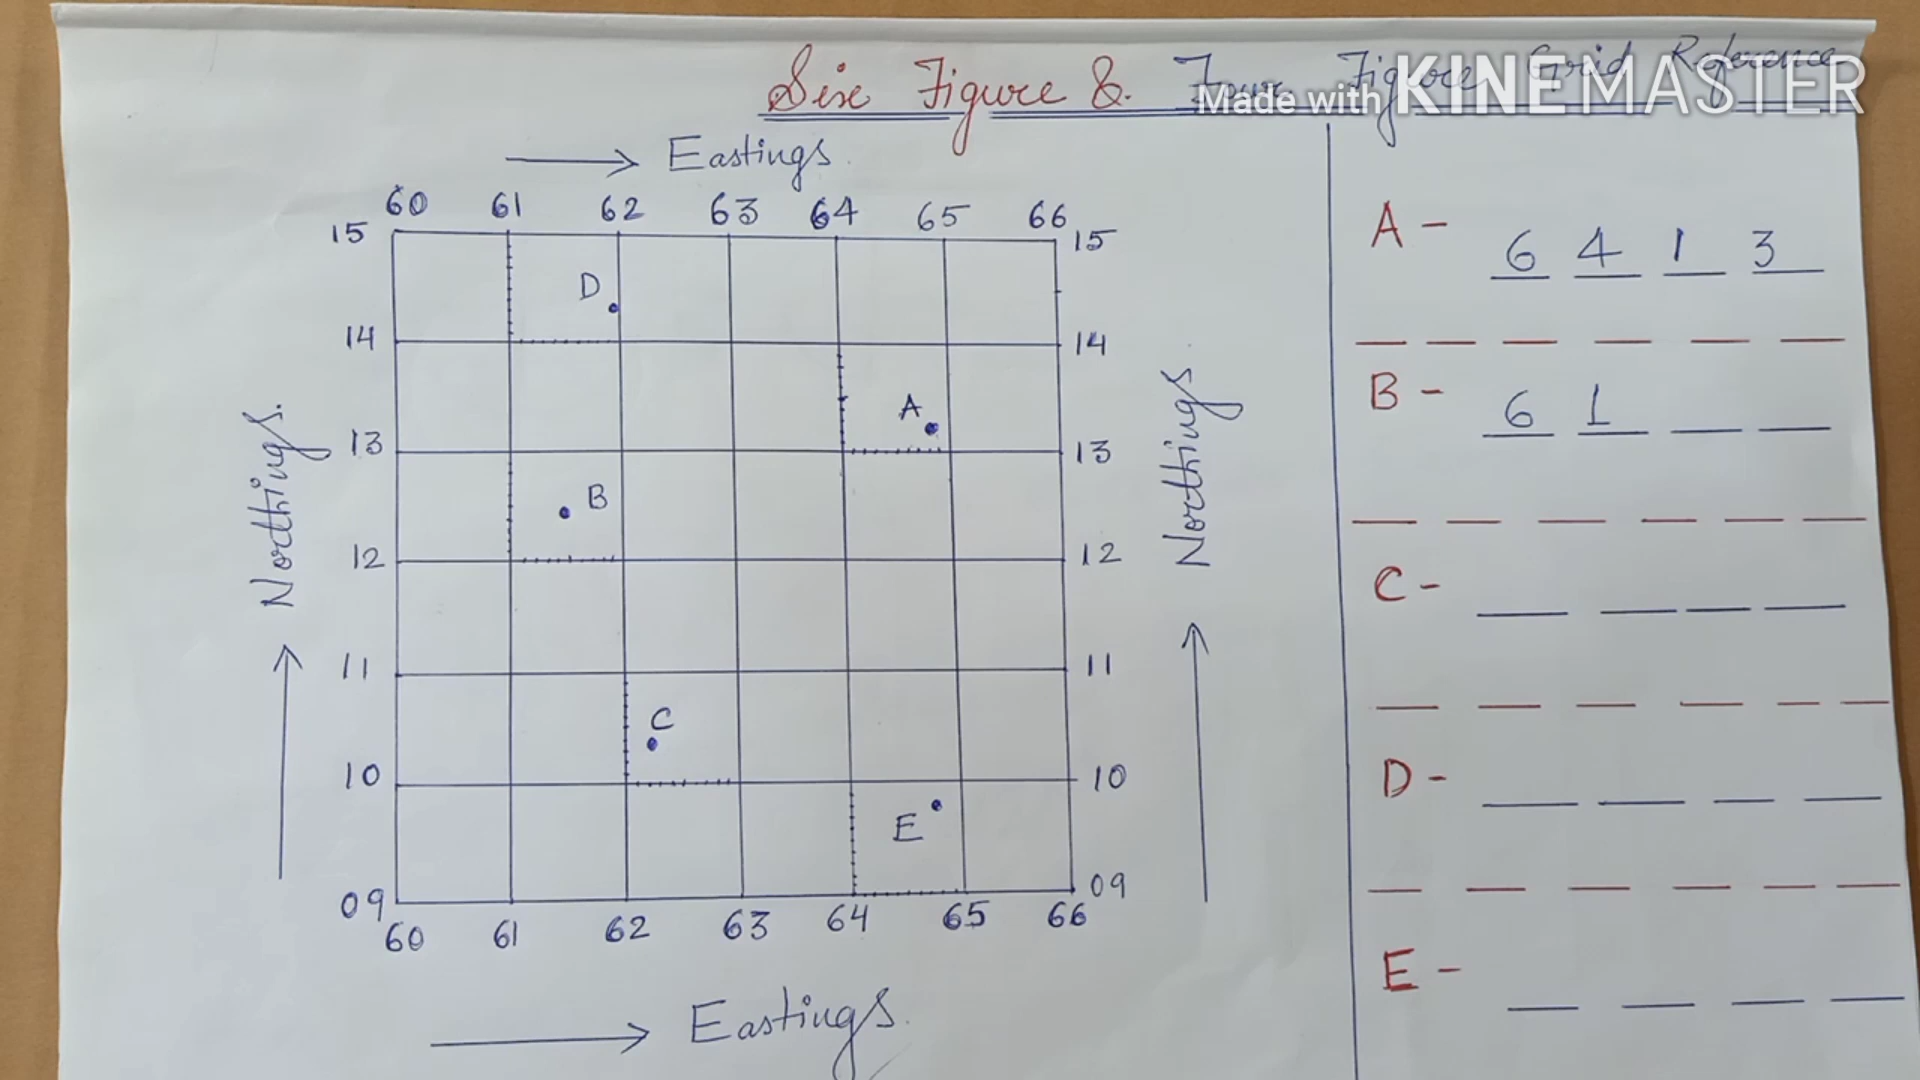 Six Figure & Four Figure Grid Reference
Made with KINEMASTER
Eastings
60 61 62 63 64 65 66
15 15
D
14 14
A
13 13
B
12 12
11 11
C
10 10
E
09 09
60 61 62 63 64 65 66
Eastings
Northings.
Northings
A - 6 4 1 3
B - 6 1
C -
D -
E -